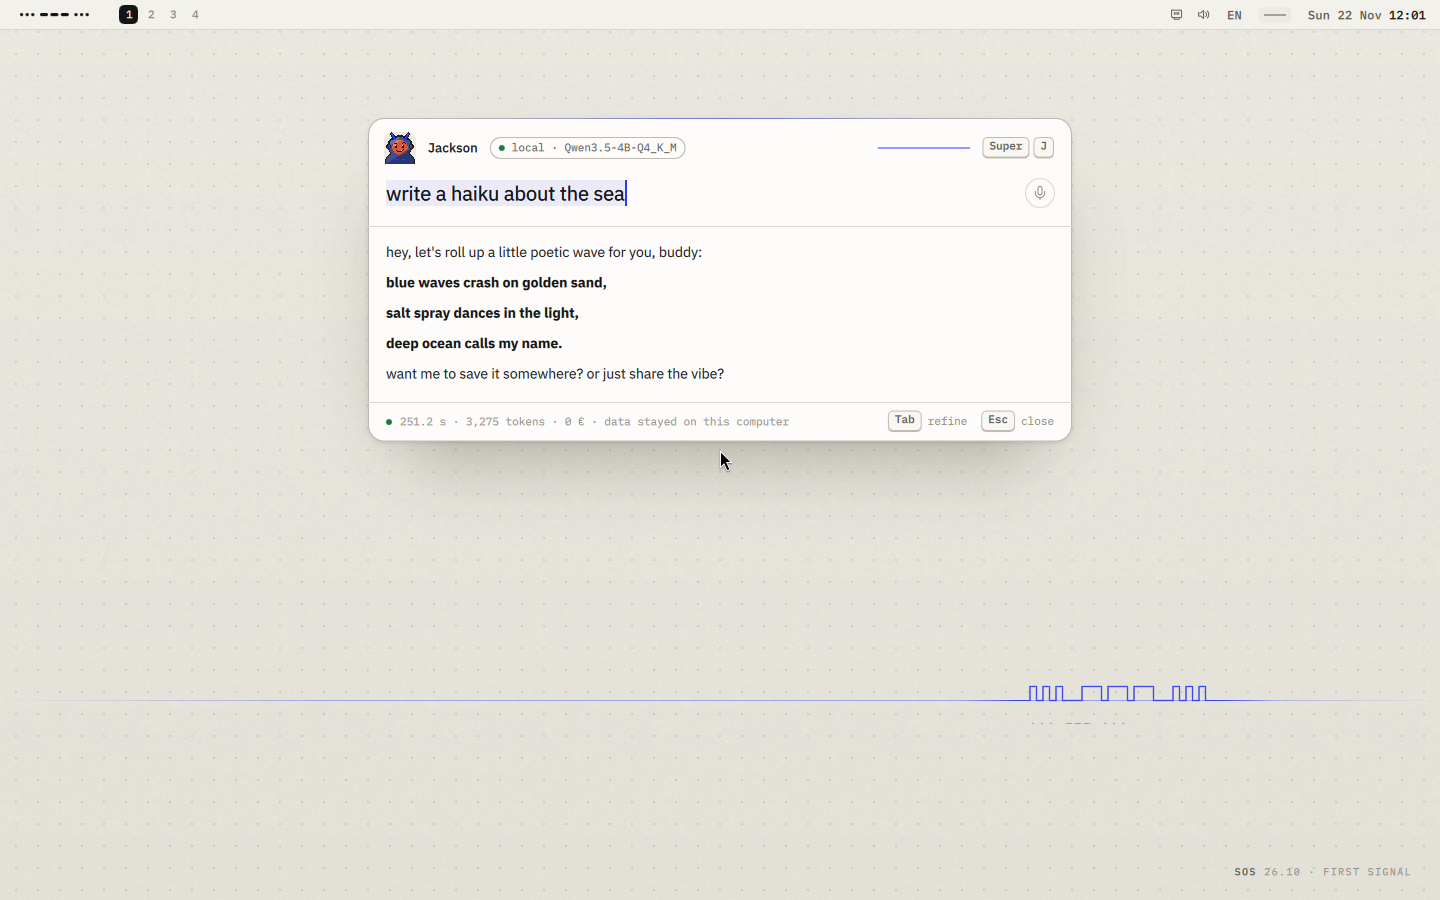 1 2 3 4
EN
Sun 22 Nov 12:01
Jackson
local · Qwen3.5-4B-Q4_K_M
Super J
write a haiku about the sea
hey, let's roll up a little poetic wave for you, buddy:
blue waves crash on golden sand,
salt spray dances in the light,
deep ocean calls my name.
want me to save it somewhere? or just share the vibe?
251.2 s · 3,275 tokens · 0 € · data stayed on this computer
Tab refine Esc close
··· −−− ···
SOS 26.10 · FIRST SIGNAL